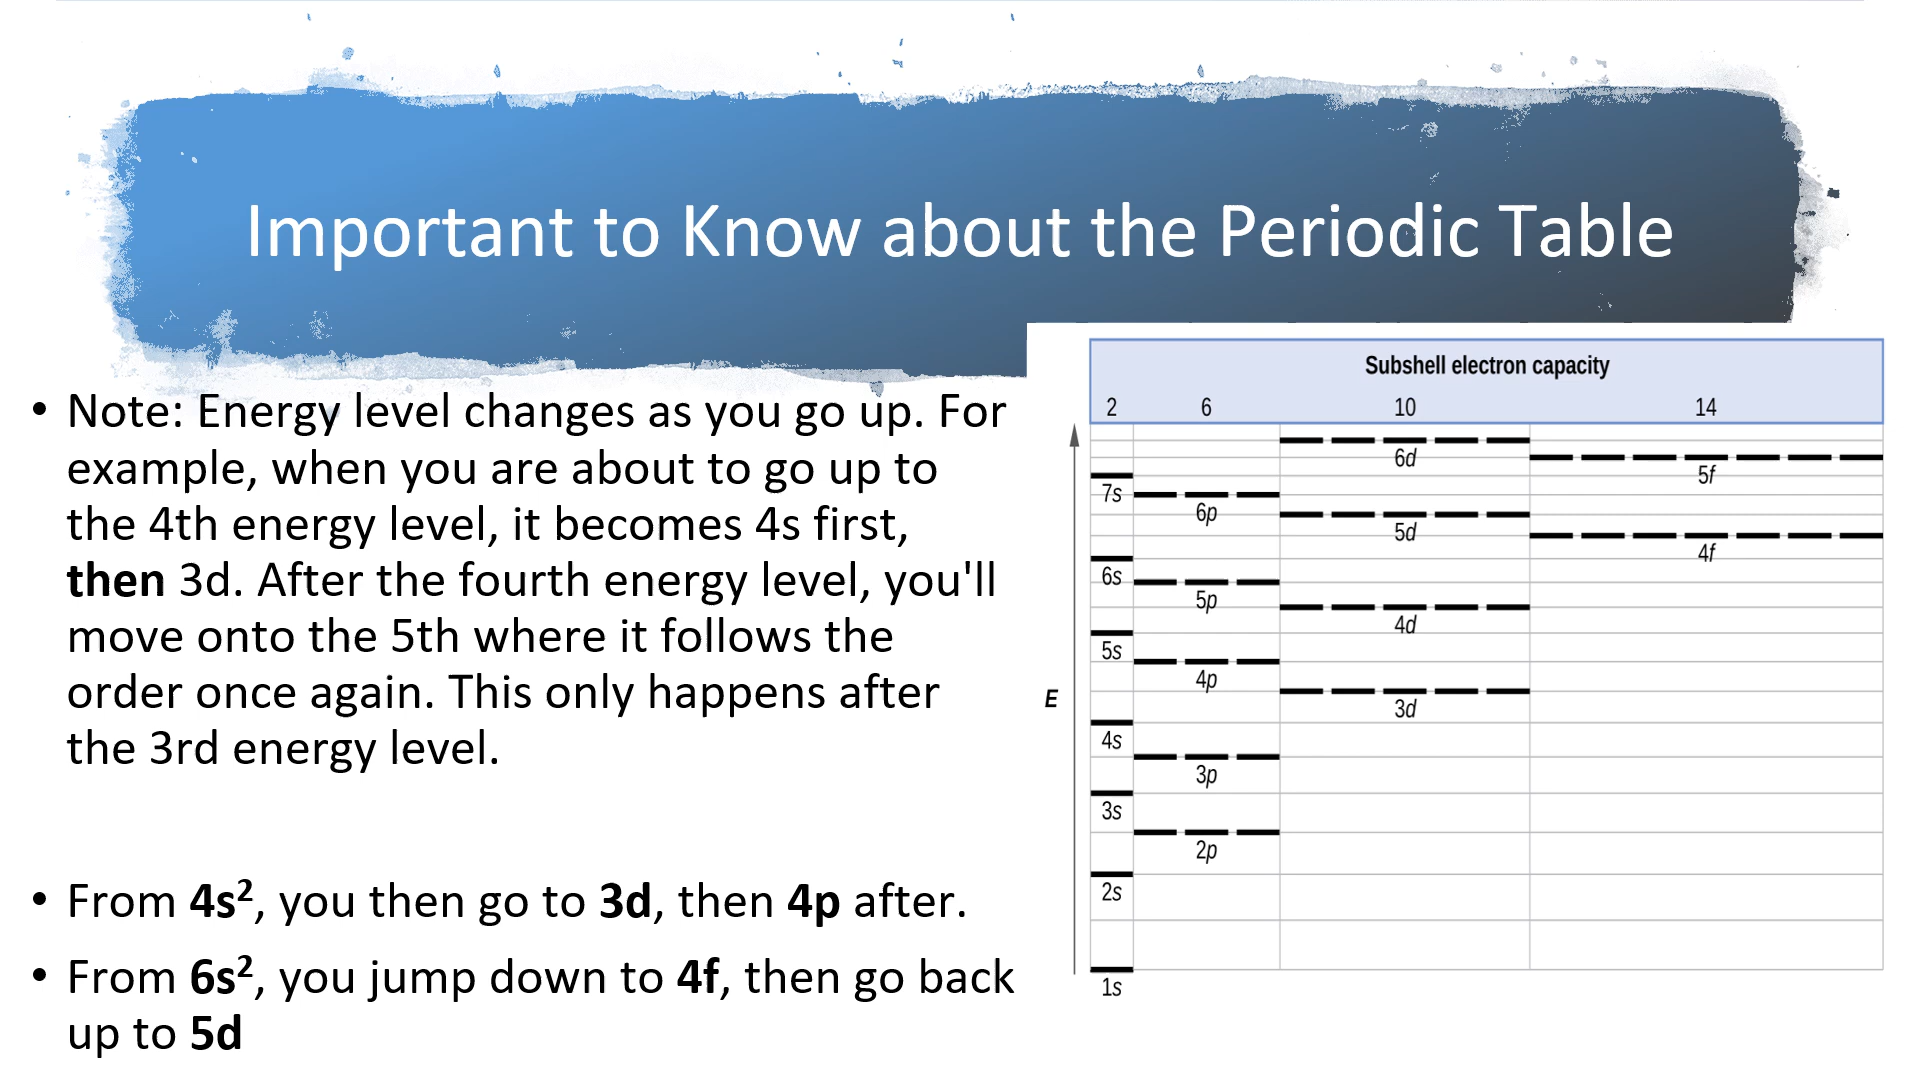 Important to Know about the Periodic Table
• Note: Energy level changes as you go up. For
example, when you are about to go up to
the 4th energy level, it becomes 4s first,
then 3d. After the fourth energy level, you'll
move onto the 5th where it follows the
order once again. This only happens after
the 3rd energy level.
• From 4s², you then go to 3d, then 4p after.
• From 6s², you jump down to 4f, then go back
up to 5d
Subshell electron capacity
2 6 10 14
6d
5f
7s
6p
5d
4f
6s
5p
4d
5s
4p
E
3d
4s
3p
3s
2p
2s
1s